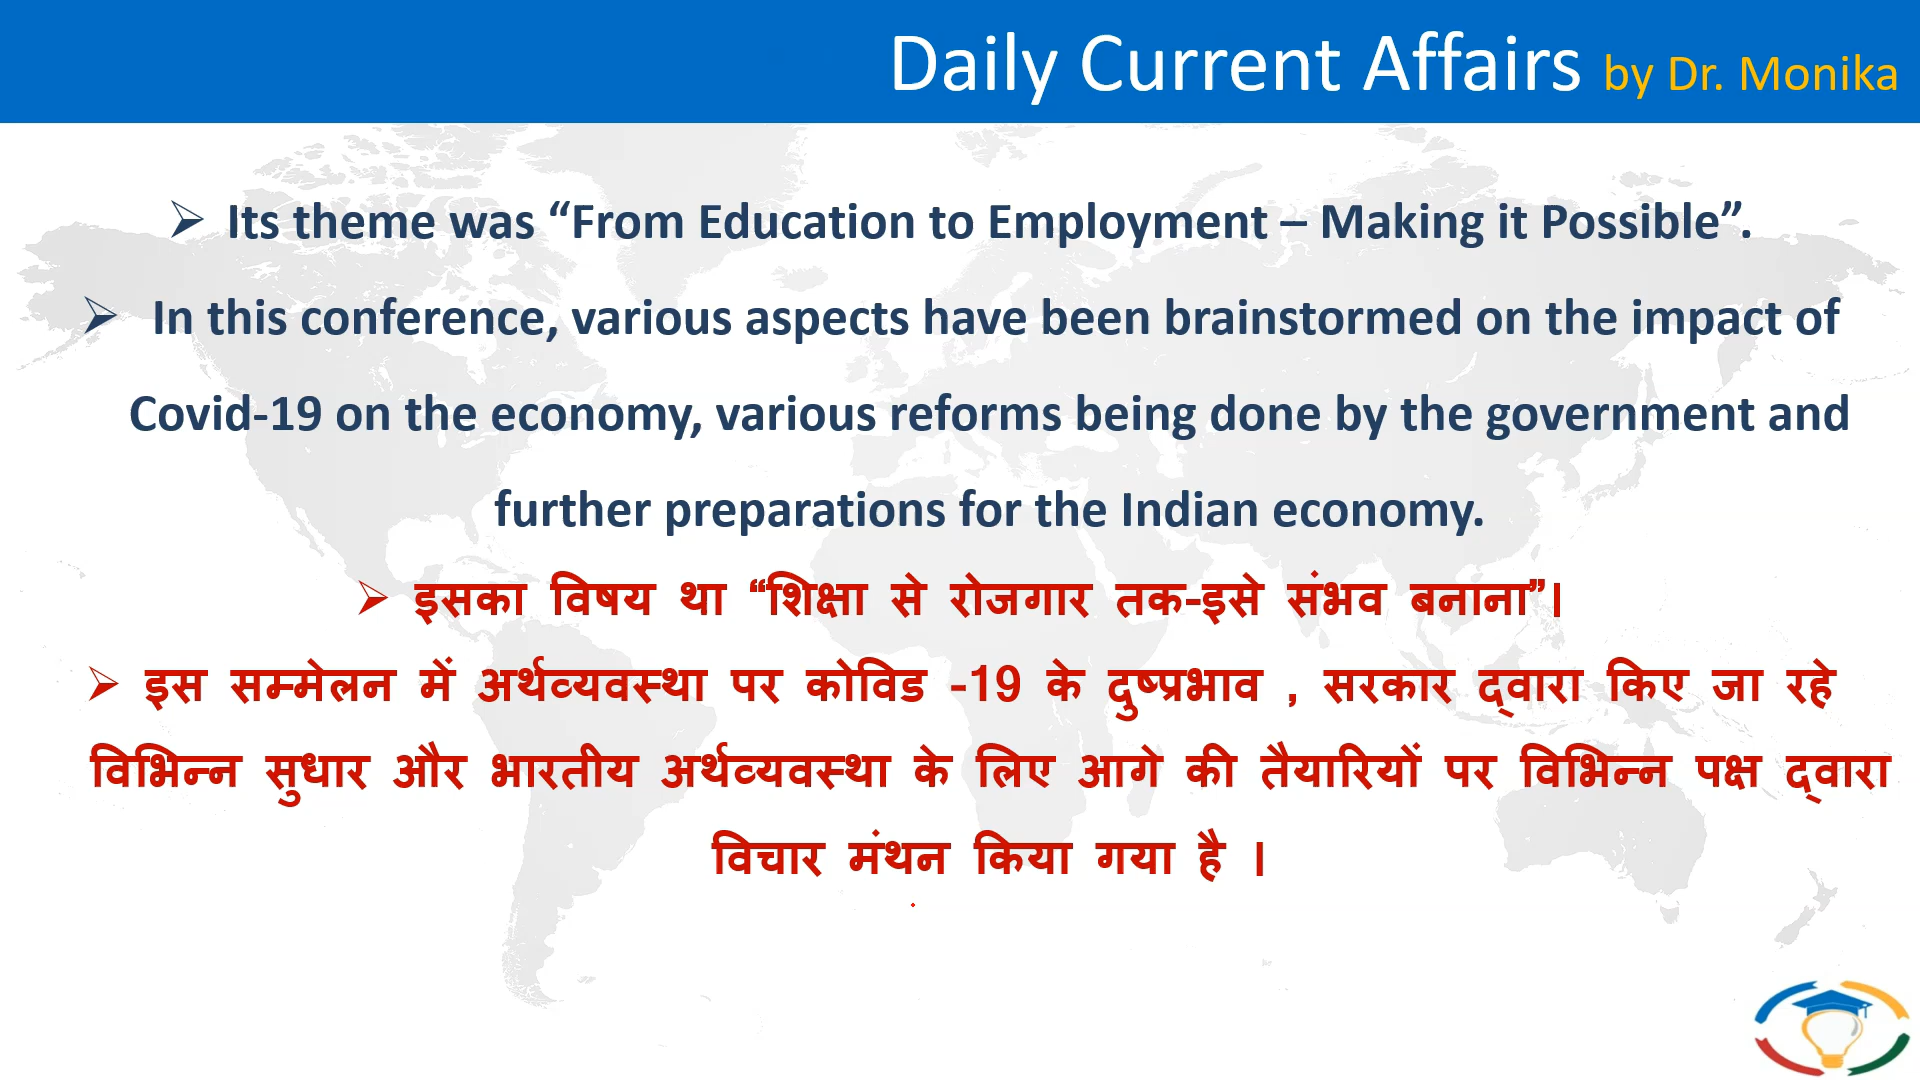 Daily Current Affairs by Dr. Monika
➢ Its theme was “From Education to Employment – Making it Possible”.
➢ In this conference, various aspects have been brainstormed on the impact of
Covid-19 on the economy, various reforms being done by the government and
further preparations for the Indian economy.
➢ इसका विषय था “शिक्षा से रोजगार तक-इसे संभव बनाना”।
➢ इस सम्मेलन में अर्थव्यवस्था पर कोविड -19 के दुष्प्रभाव , सरकार द्वारा किए जा रहे
विभिन्न सुधार और भारतीय अर्थव्यवस्था के लिए आगे की तैयारियों पर विभिन्न पक्ष द्वारा
विचार मंथन किया गया है ।